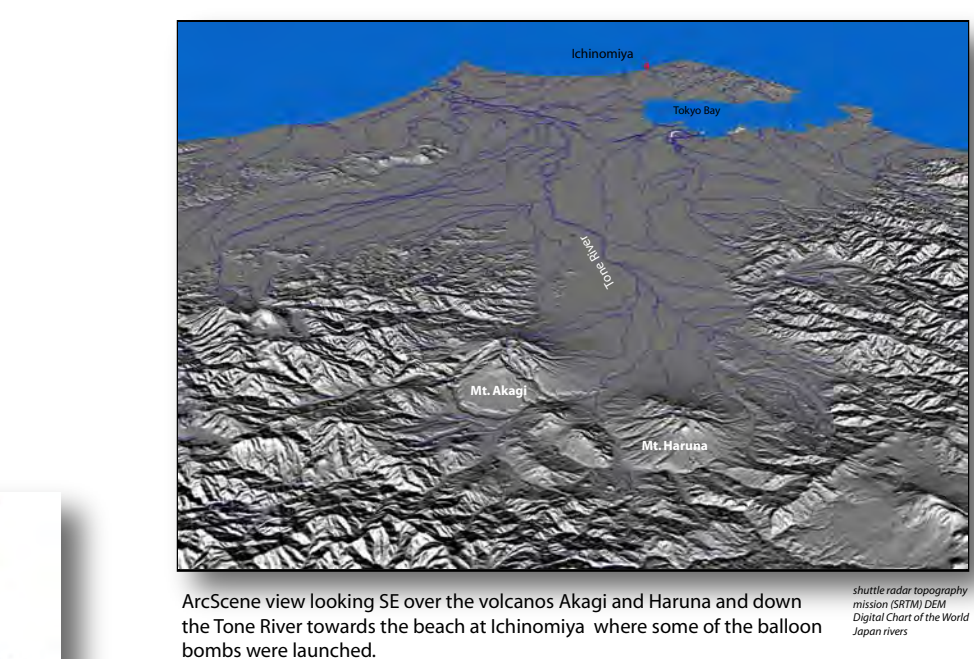 Ichinomiya
Tokyo Bay
Tone River
Mt. Akagi
Mt. Haruna
ArcScene view looking SE over the volcanos Akagi and Haruna and down
the Tone River towards the beach at Ichinomiya where some of the balloon
bombs were launched.
shuttle radar topography
mission (SRTM) DEM
Digital Chart of the World
Japan rivers